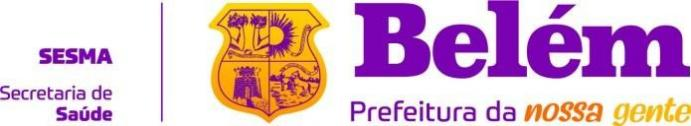 SESMA
Secretaria de
Saúde
Belém
Prefeitura da nossa gente